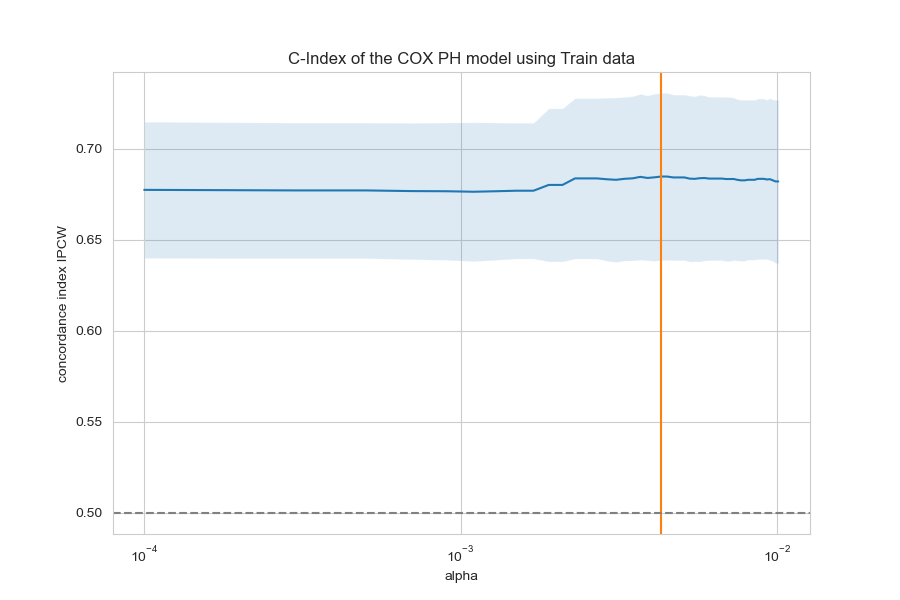 C-Index of the COX PH model using Train data
concordance index IPCW
0.70
0.65
0.60
0.55
0.50
10⁻⁴
10⁻³
10⁻²
alpha